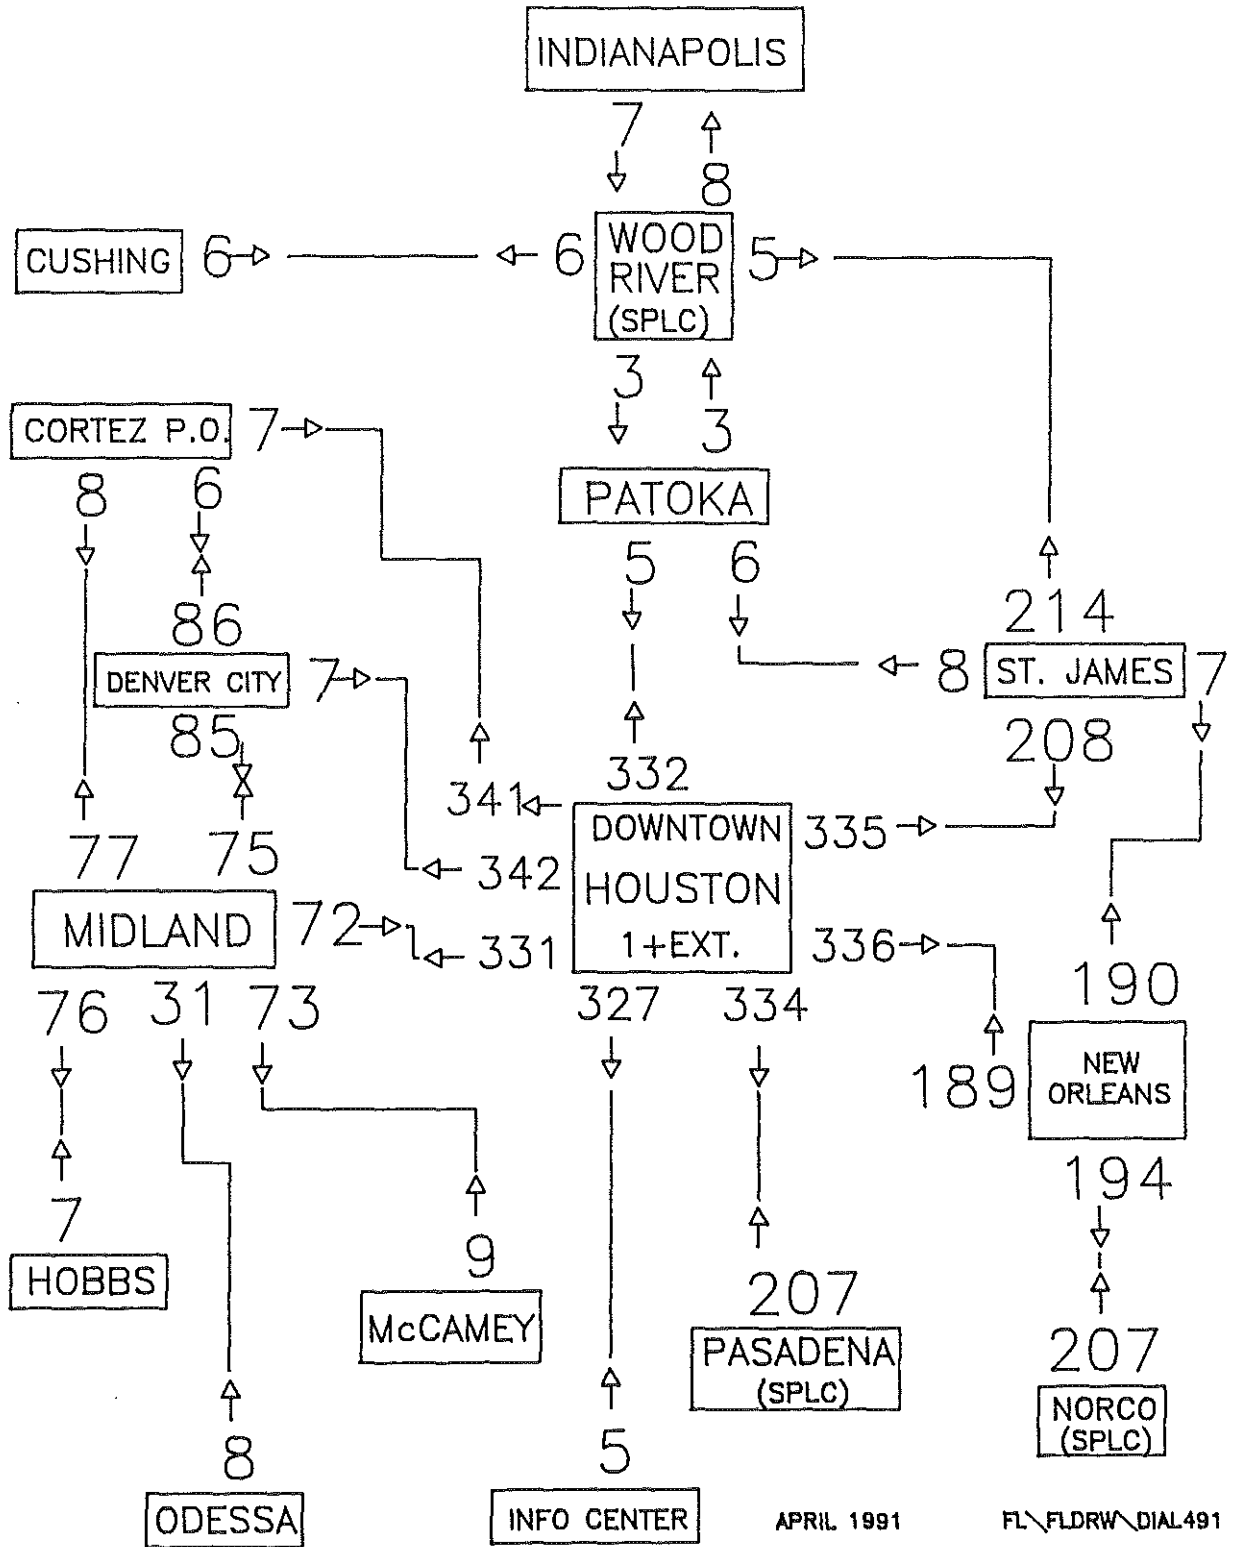 INDIANAPOLIS
7
8
CUSHING
6
6
WOOD
RIVER
(SPLC)
5
3
3
CORTEZ P.O.
7
8
6
PATOKA
5
6
86
214
DENVER CITY
7
8
ST. JAMES
7
85
208
332
341
DOWNTOWN
HOUSTON
1+EXT.
335
77
75
342
MIDLAND
72
331
336
76
31
73
327
334
190
189
NEW
ORLEANS
194
7
HOBBS
9
McCAMEY
207
PASADENA
(SPLC)
207
NORCO
(SPLC)
8
ODESSA
5
INFO CENTER
APRIL 1991
FL\FLDRW\DIAL491